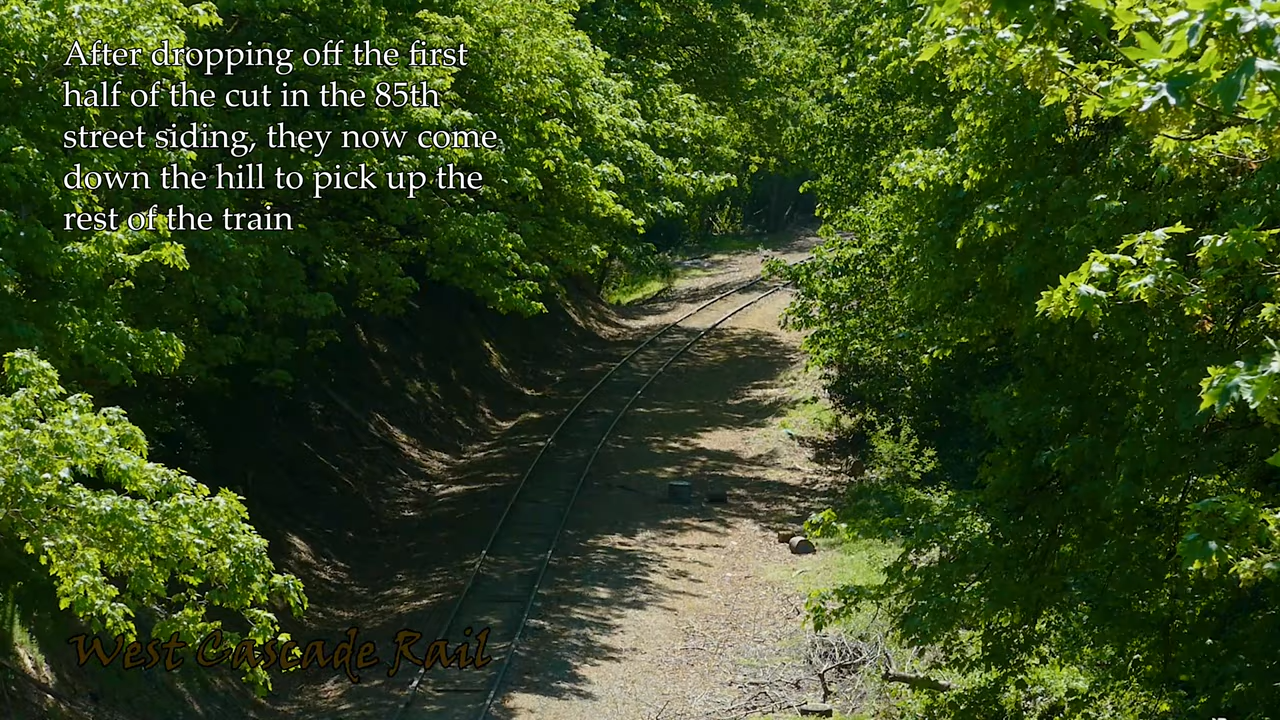 After dropping off the first
half of the cut in the 85th
street siding, they now come
down the hill to pick up the
rest of the train
West Cascade Rail